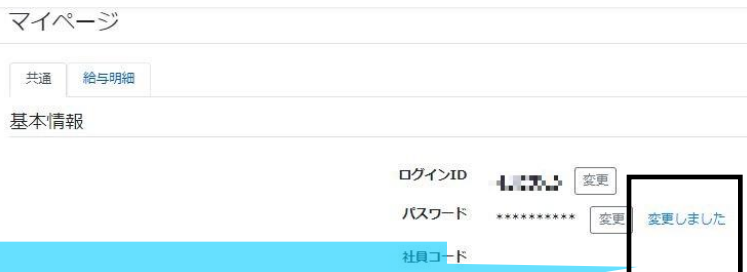 マイページ
共通 給与明細
基本情報
ログインID 変更
パスワード ********** 変更 変更しました
社員コード